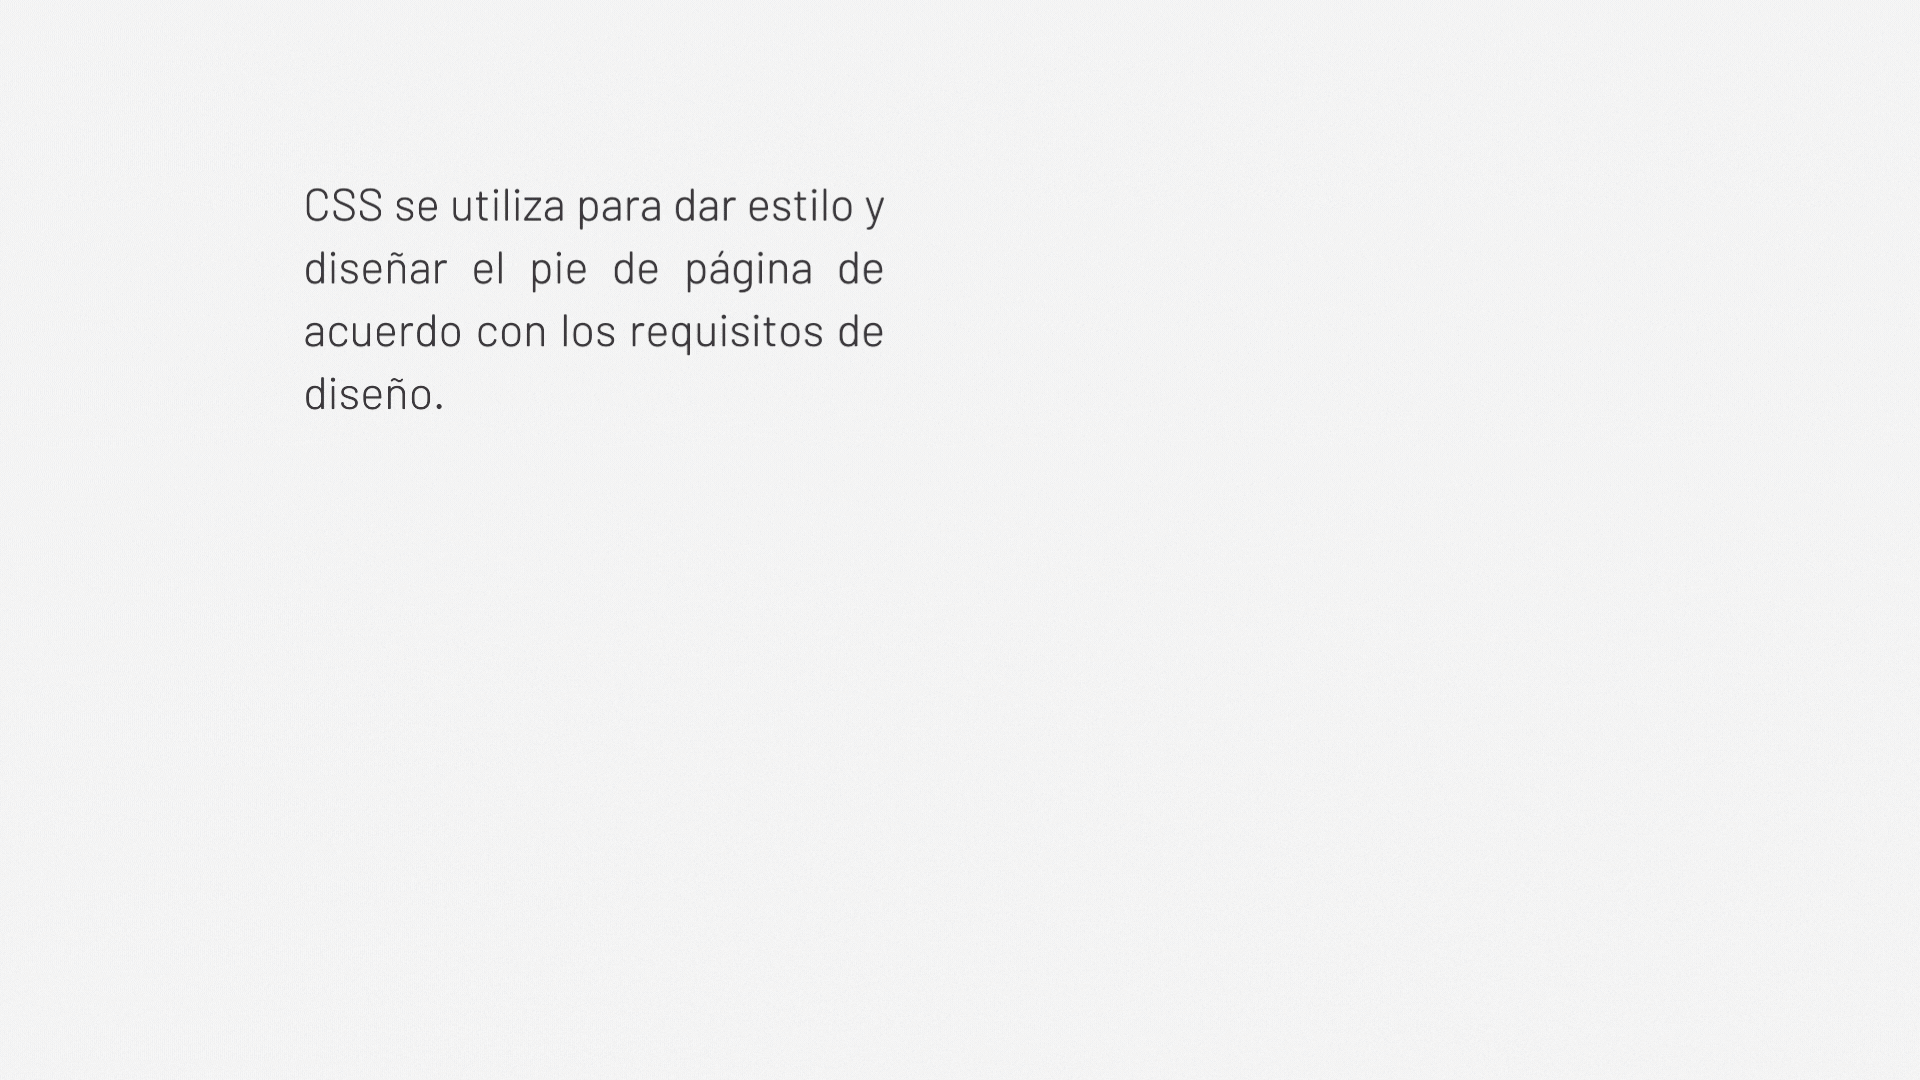 CSS se utiliza para dar estilo y
diseñar el pie de página de
acuerdo con los requisitos de
diseño.